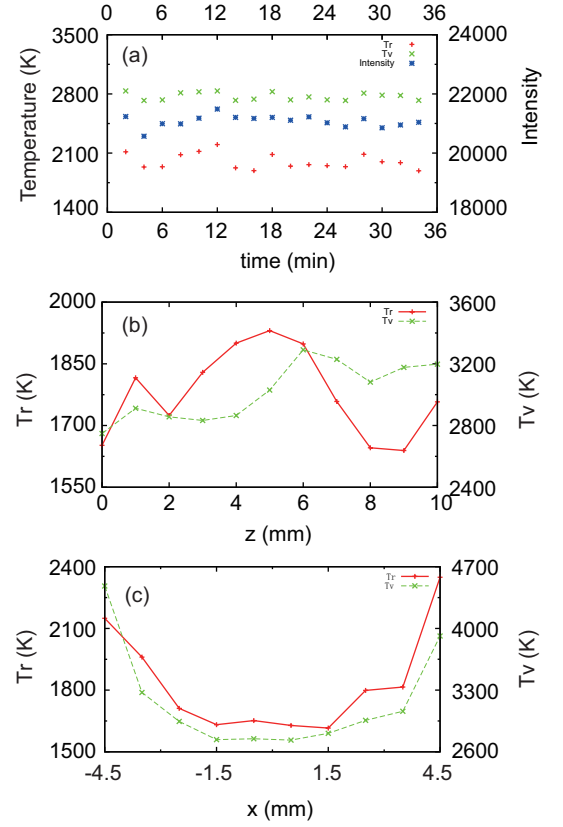 0 6 12 18 24 30 36
3500 24000
(a)
Tr
Tv
Intensity
2800 22000
2100 20000
1400 18000
Temperature (K)
Intensity
0 6 12 18 24 30 36
time (min)
2000 3600
(b)
Tr
Tv
1850 3200
1700 2800
1550 2400
Tr (K)
Tv (K)
0 2 4 6 8 10
z (mm)
2400 4700
(c)
Tr
Tv
2100 4000
1800 3300
1500 2600
Tr (K)
Tv (K)
-4.5 -1.5 1.5 4.5
x (mm)